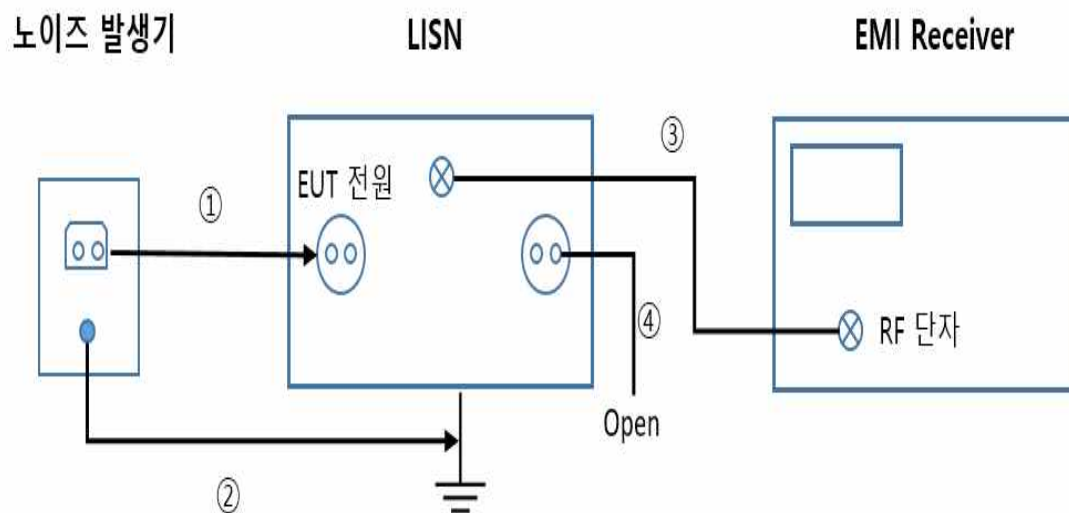 노이즈 발생기
LISN
EMI Receiver
EUT 전원
①
③
④
RF 단자
Open
②